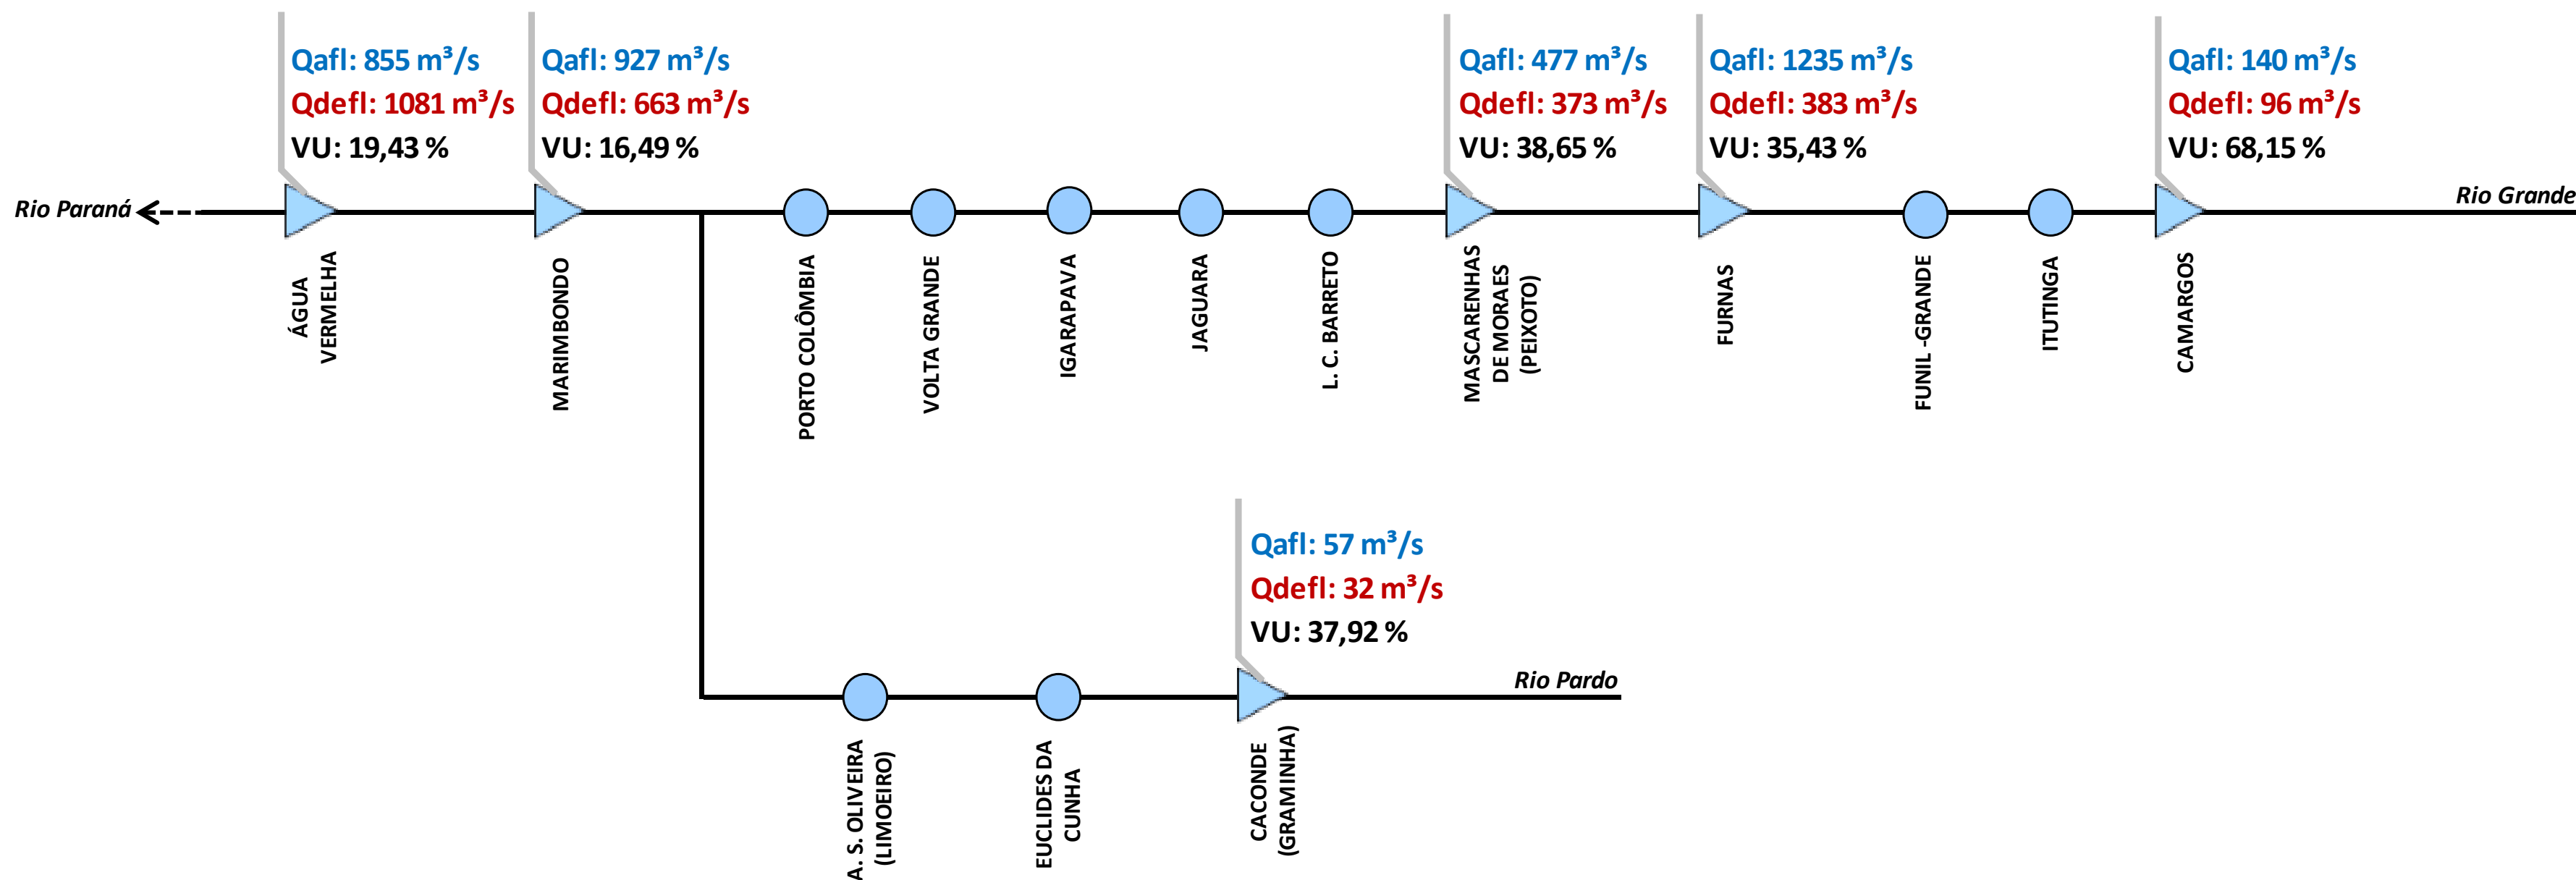 Qafl: 855 m³/s
Qdefl: 1081 m³/s
VU: 19,43 %
Qafl: 927 m³/s
Qdefl: 663 m³/s
VU: 16,49 %
Qafl: 477 m³/s
Qdefl: 373 m³/s
VU: 38,65 %
Qafl: 1235 m³/s
Qdefl: 383 m³/s
VU: 35,43 %
Qafl: 140 m³/s
Qdefl: 96 m³/s
VU: 68,15 %
Rio Paraná
Rio Grande
ÁGUA
VERMELHA
MARIMBONDO
PORTO COLÔMBIA
VOLTA GRANDE
IGARAPAVA
JAGUARA
L. C. BARRETO
MASCARENHAS
DE MORAES
(PEIXOTO)
FURNAS
FUNIL -GRANDE
ITUTINGA
CAMARGOS
Qafl: 57 m³/s
Qdefl: 32 m³/s
VU: 37,92 %
Rio Pardo
A. S. OLIVEIRA
(LIMOEIRO)
EUCLIDES DA
CUNHA
CACONDE
(GRAMINHA)